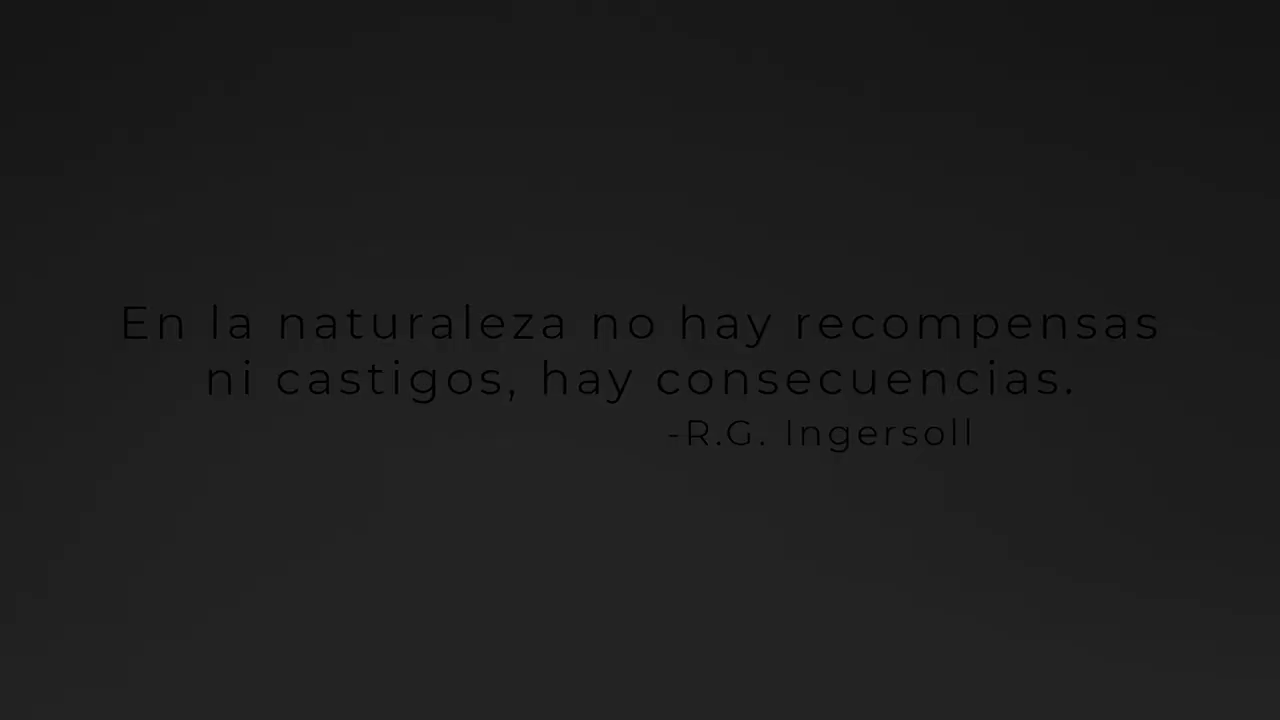 En la naturaleza no hay recompensas
ni castigos, hay consecuencias.
-R.G. Ingersoll